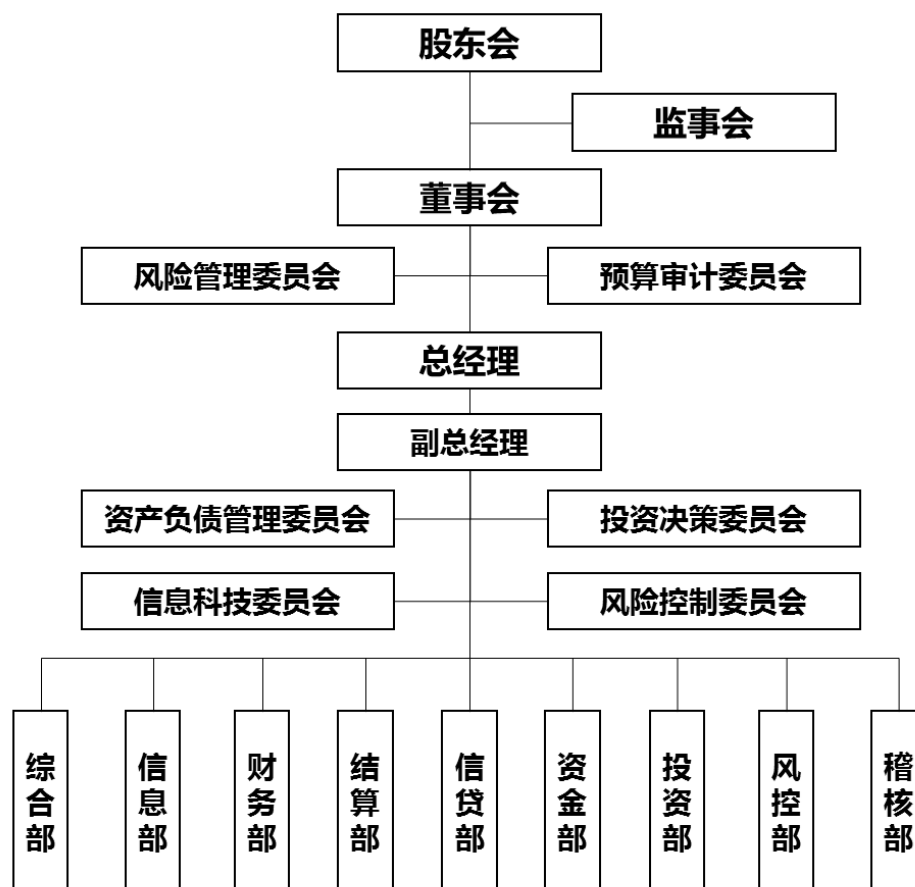 股东会
监事会
董事会
风险管理委员会
预算审计委员会
总经理
副总经理
资产负债管理委员会
投资决策委员会
信息科技委员会
风险控制委员会
综合部
信息部
财务部
结算部
信贷部
资金部
投资部
风控部
稽核部